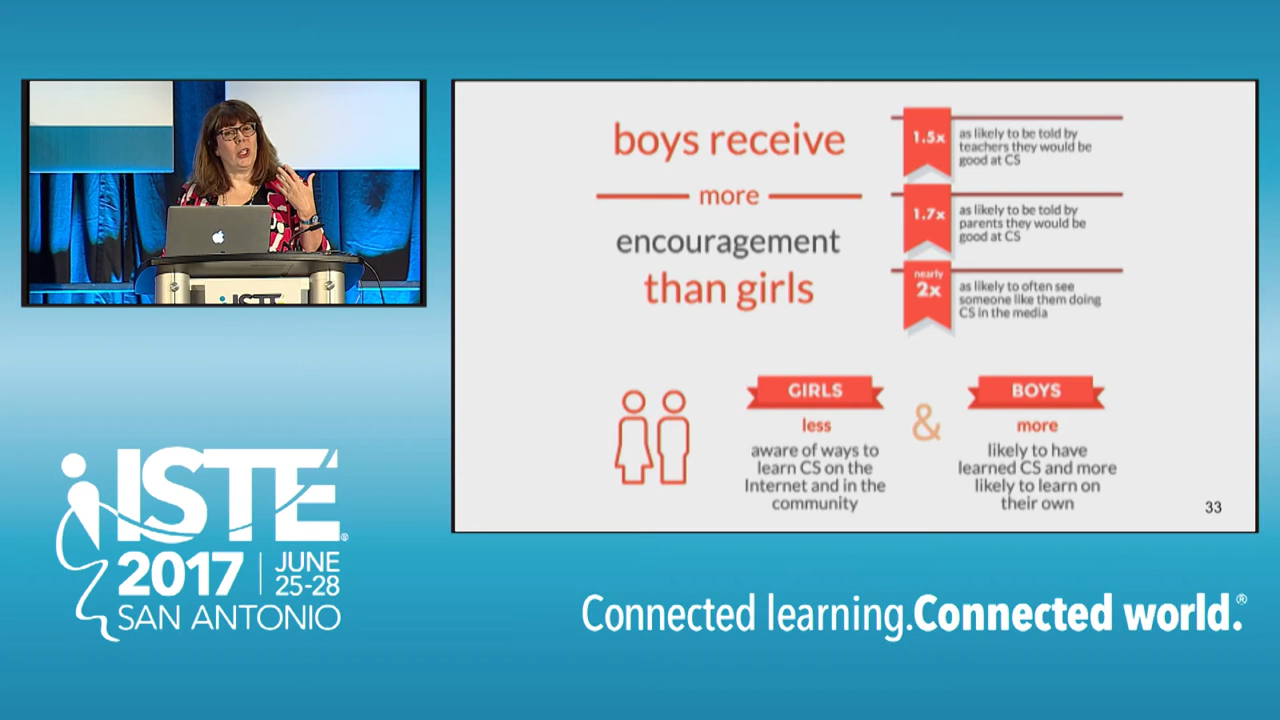 boys receive
more
encouragement
than girls
1.5x
as likely to be told by
teachers they would be
good at CS
1.7x
as likely to be told by
parents they would be
good at CS
nearly
2x
as likely to often see
someone like them doing
CS in the media
GIRLS
less
aware of ways to
learn CS on the
Internet and in the
community
&
BOYS
more
likely to have
learned CS and more
likely to learn on
their own
33
ISTE
ISTE®
2017
JUNE
25-28
SAN ANTONIO
Connected learning.Connected world.®